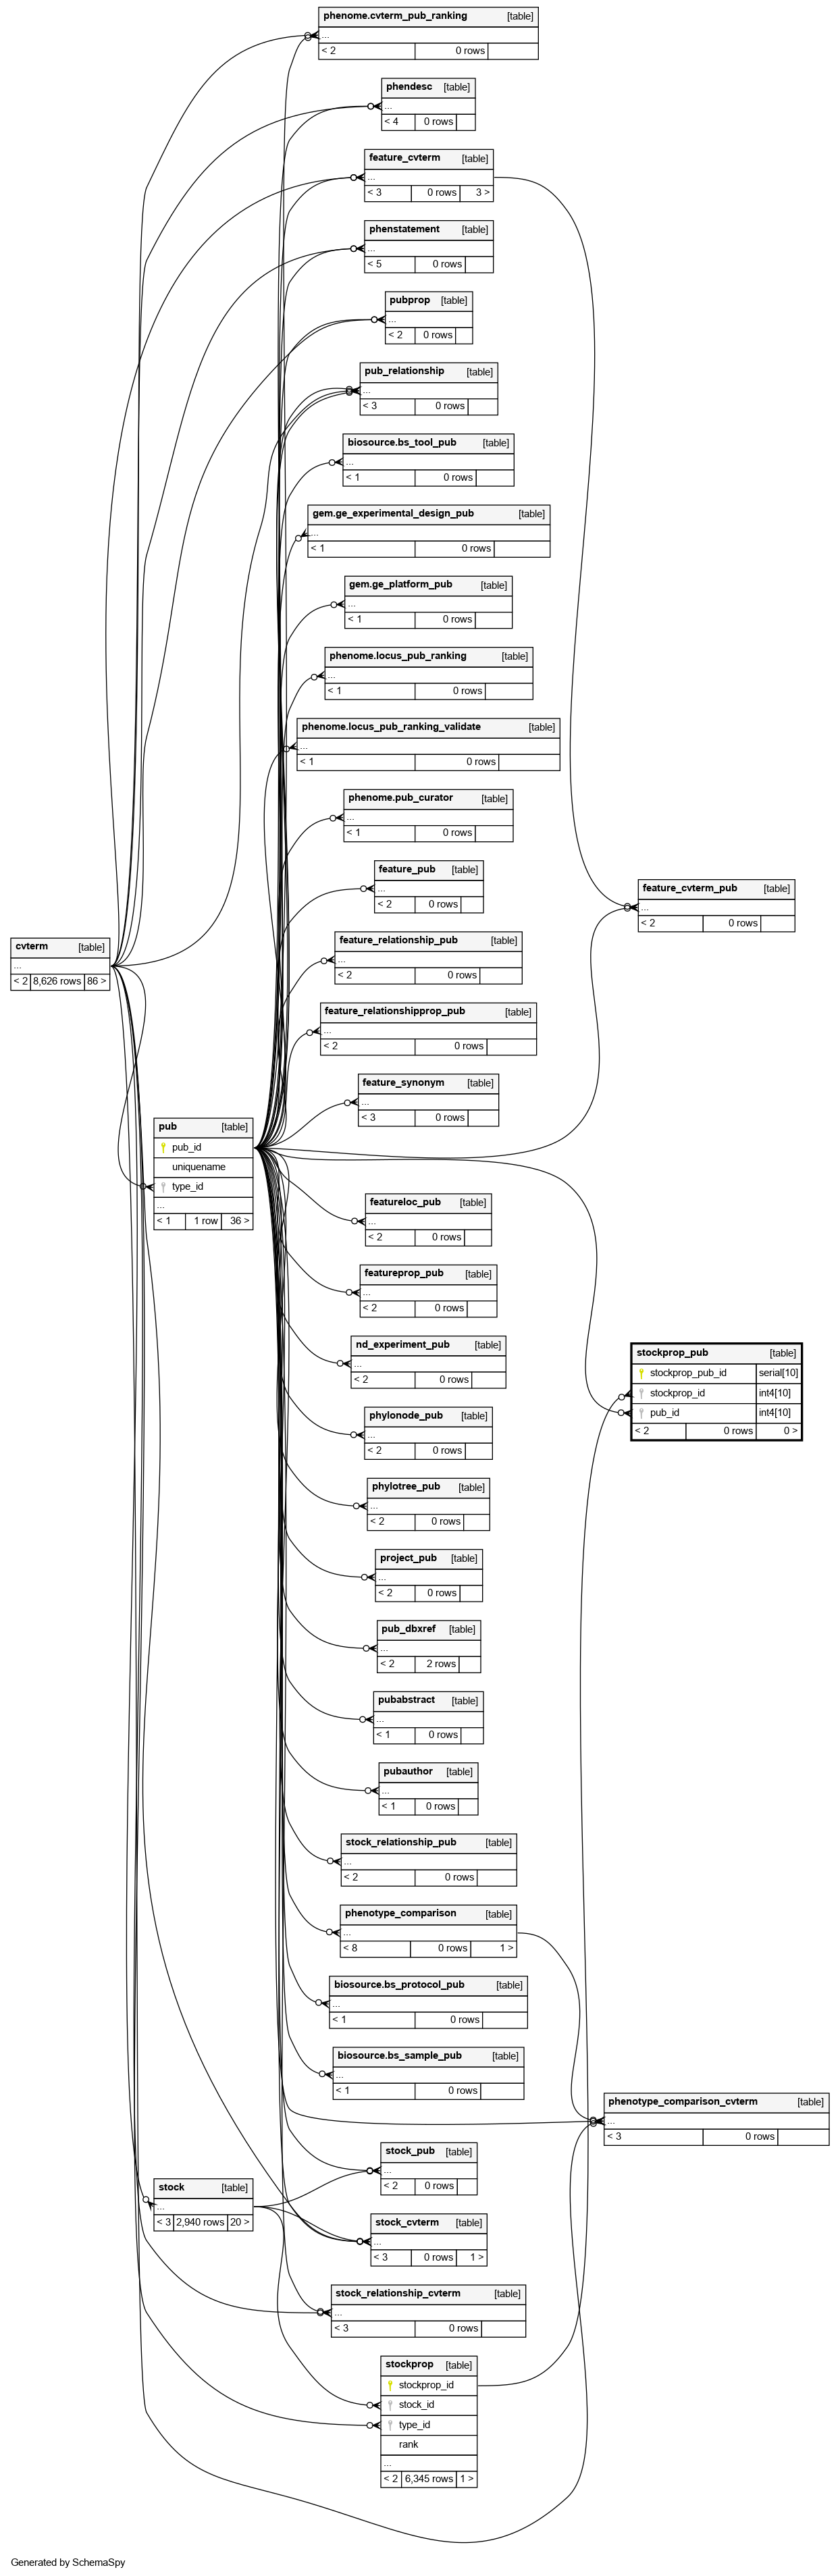 phenome.cvterm_pub_ranking [table]
...
< 2 0 rows
phendesc [table]
...
< 4 0 rows
feature_cvterm [table]
...
< 3 0 rows 3 >
phenstatement [table]
...
< 5 0 rows
pubprop [table]
...
< 2 0 rows
pub_relationship [table]
...
< 3 0 rows
biosource.bs_tool_pub [table]
...
< 1 0 rows
gem.ge_experimental_design_pub [table]
...
< 1 0 rows
gem.ge_platform_pub [table]
...
< 1 0 rows
phenome.locus_pub_ranking [table]
...
< 1 0 rows
phenome.locus_pub_ranking_validate [table]
...
< 1 0 rows
phenome.pub_curator [table]
...
< 1 0 rows
feature_pub [table]
...
< 2 0 rows
feature_cvterm_pub [table]
...
< 2 0 rows
feature_relationship_pub [table]
...
< 2 0 rows
cvterm [table]
...
< 2 8,626 rows 86 >
feature_relationshipprop_pub [table]
...
< 2 0 rows
feature_synonym [table]
...
< 3 0 rows
pub [table]
pub_id
uniquename
type_id
...
< 1 1 row 36 >
featureloc_pub [table]
...
< 2 0 rows
featureprop_pub [table]
...
< 2 0 rows
nd_experiment_pub [table]
...
< 2 0 rows
stockprop_pub [table]
stockprop_pub_id serial[10]
stockprop_id int4[10]
pub_id int4[10]
< 2 0 rows 0 >
phylonode_pub [table]
...
< 2 0 rows
phylotree_pub [table]
...
< 2 0 rows
project_pub [table]
...
< 2 0 rows
pub_dbxref [table]
...
< 2 2 rows
pubabstract [table]
...
< 1 0 rows
pubauthor [table]
...
< 1 0 rows
stock_relationship_pub [table]
...
< 2 0 rows
phenotype_comparison [table]
...
< 8 0 rows 1 >
biosource.bs_protocol_pub [table]
...
< 1 0 rows
biosource.bs_sample_pub [table]
...
< 1 0 rows
phenotype_comparison_cvterm [table]
...
< 3 0 rows
stock_pub [table]
...
< 2 0 rows
stock [table]
...
< 3 2,940 rows 20 >
stock_cvterm [table]
...
< 3 0 rows 1 >
stock_relationship_cvterm [table]
...
< 3 0 rows
stockprop [table]
stockprop_id
stock_id
type_id
rank
...
< 2 6,345 rows 1 >
Generated by SchemaSpy